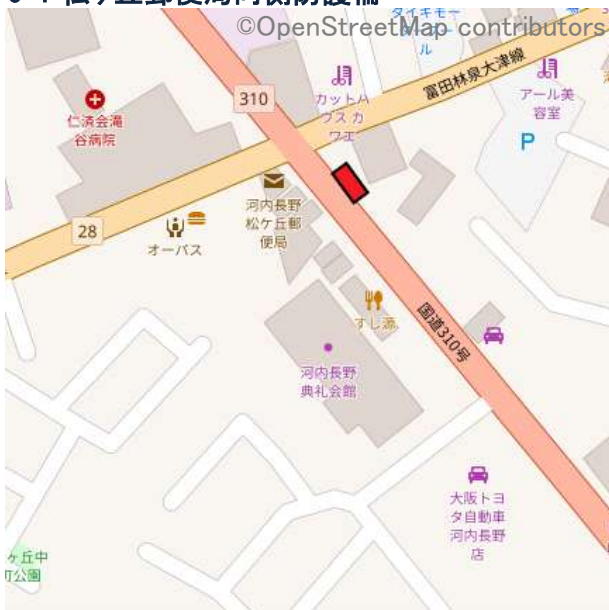 ©OpenStreetMap contributors
ダイキモー
ル
富田林泉大津線
310
カットハ
ウス カ
ワエ
アール美
容室
P
仁済会滝
谷病院
河内長野
松ケ丘郵
便局
28
オーパス
すし源
国道310号
河内長野
典礼会館
大阪トヨ
タ自動車
河内長野
店
ヶ丘中
町公園